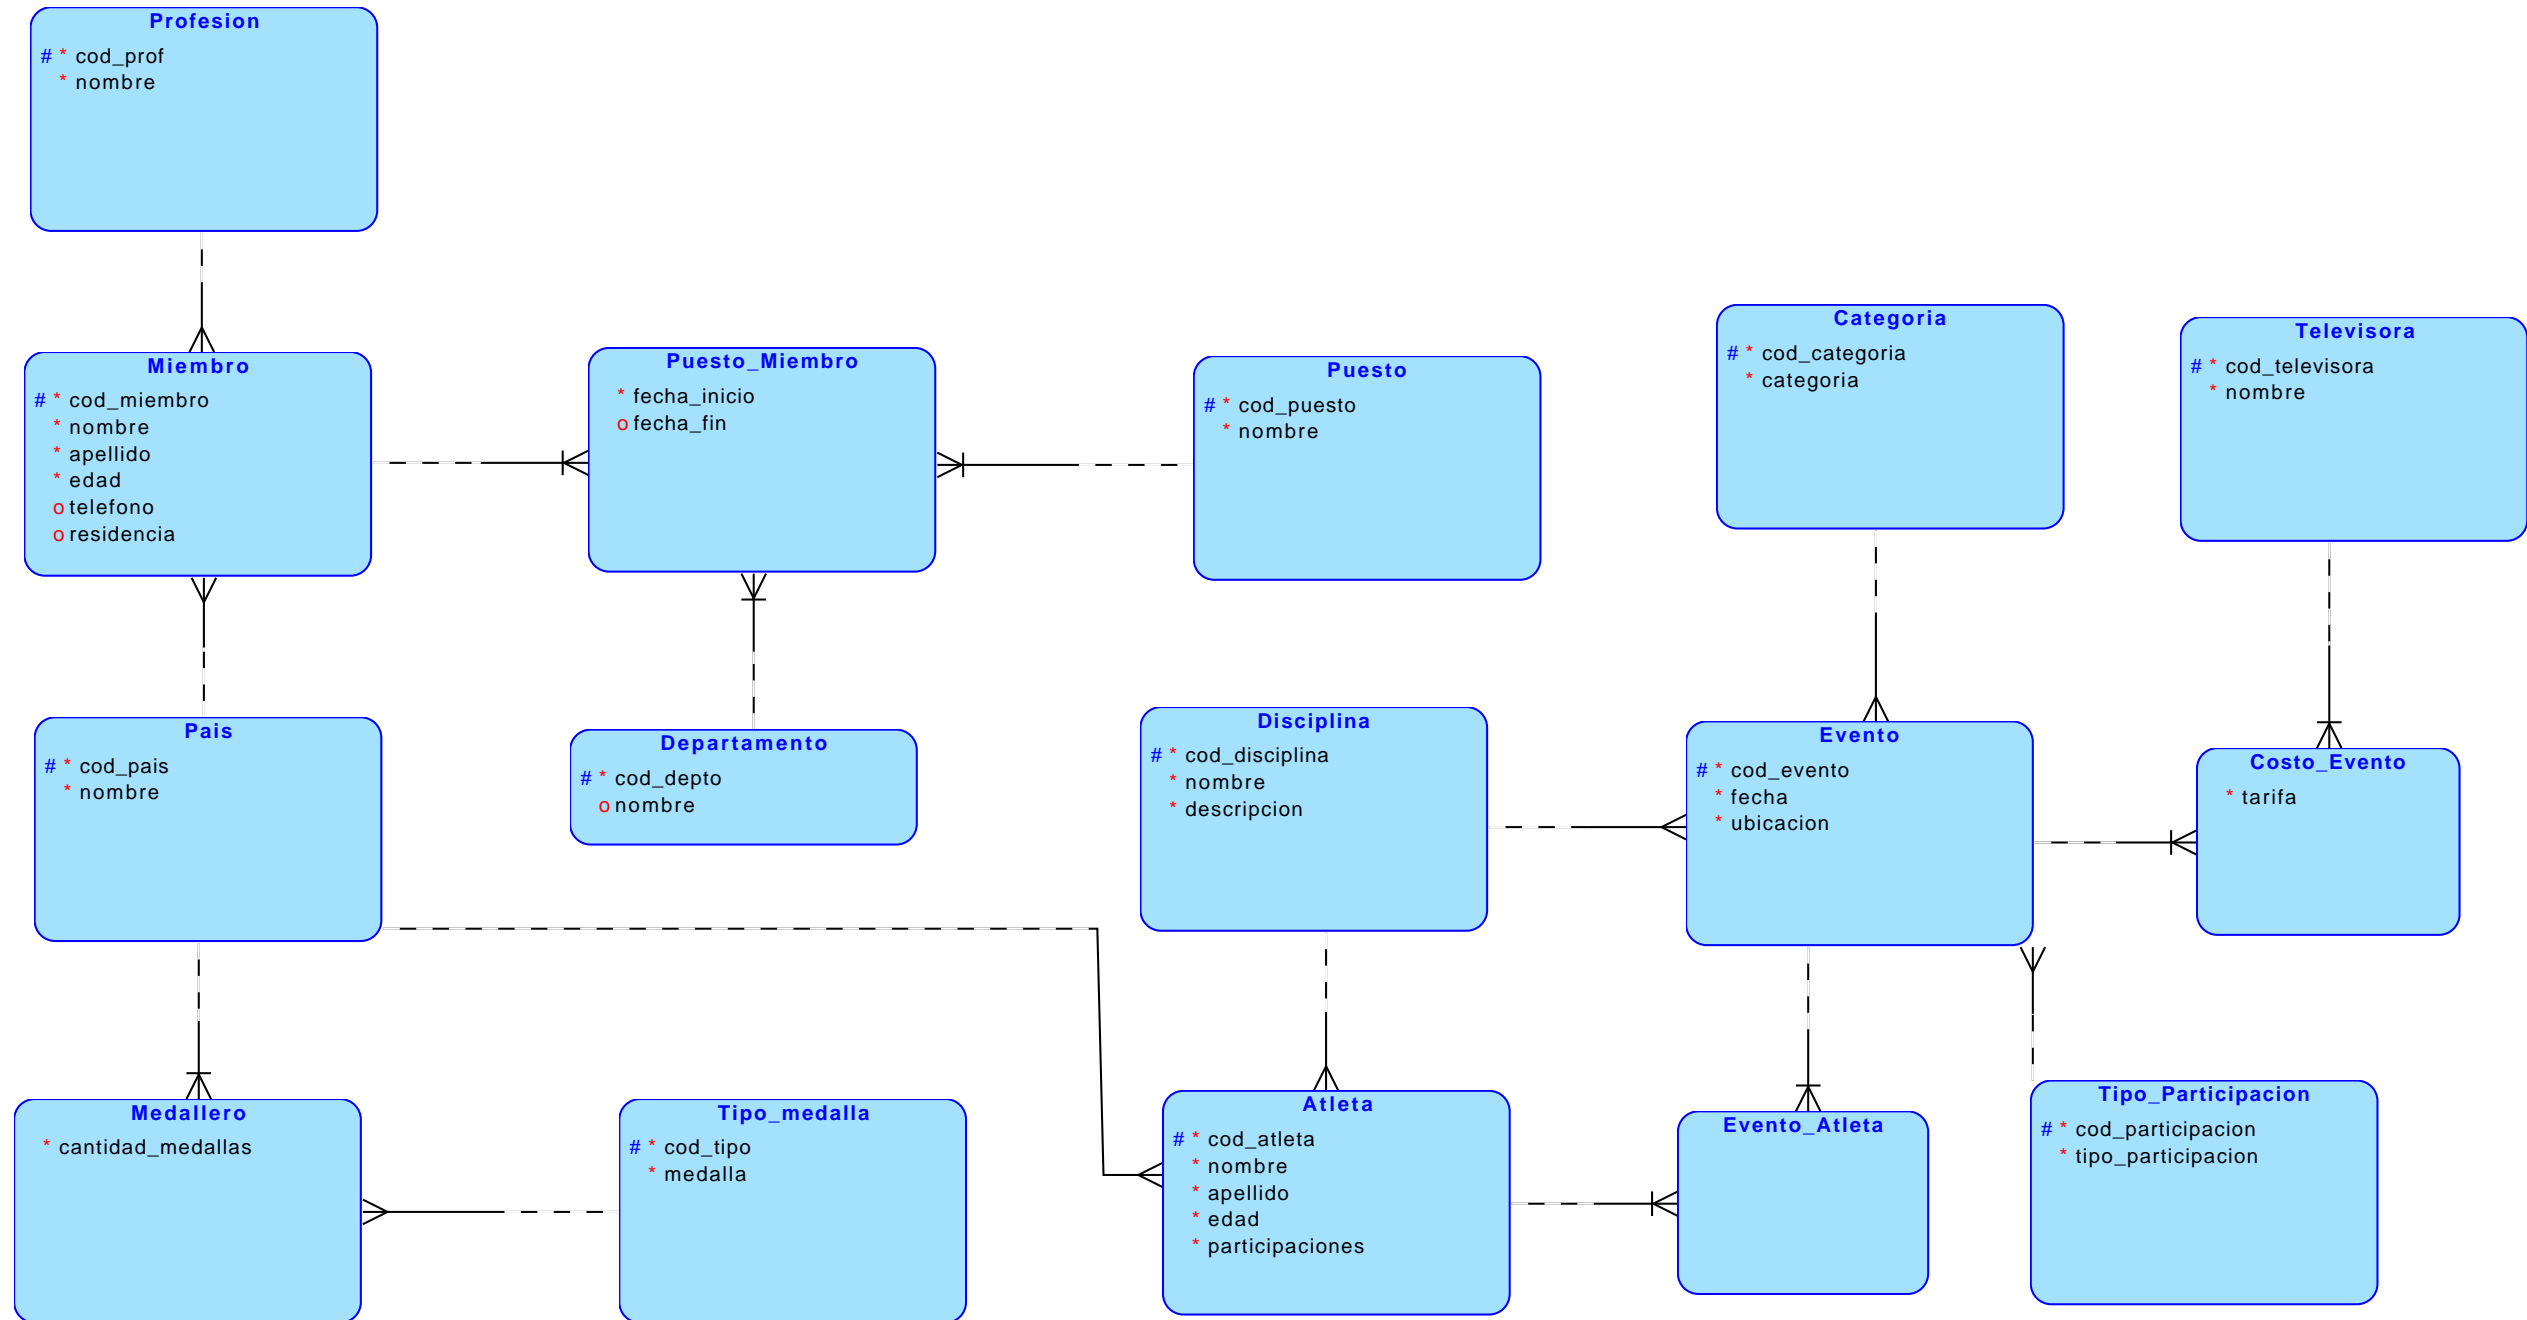 Profesion
# * cod_prof
* nombre
Miembro
# * cod_miembro
* nombre
* apellido
* edad
o telefono
o residencia
Puesto_Miembro
* fecha_inicio
o fecha_fin
Puesto
# * cod_puesto
* nombre
Categoria
# * cod_categoria
* categoria
Televisora
# * cod_televisora
* nombre
Pais
# * cod_pais
* nombre
Departamento
# * cod_depto
o nombre
Disciplina
# * cod_disciplina
* nombre
* descripcion
Evento
# * cod_evento
* fecha
* ubicacion
Costo_Evento
* tarifa
Medallero
* cantidad_medallas
Tipo_medalla
# * cod_tipo
* medalla
Atleta
# * cod_atleta
* nombre
* apellido
* edad
* participaciones
Evento_Atleta
Tipo_Participacion
# * cod_participacion
* tipo_participacion